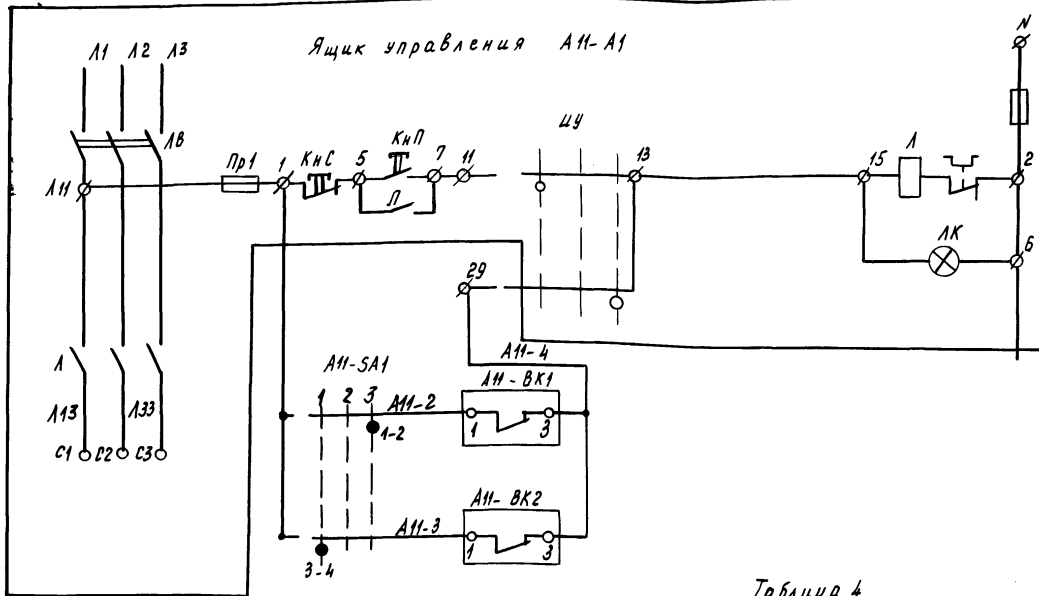 Ящик управления А11-А1
Л1 Л2 Л3
N
ЛВ
ЦУ
Пр1 1 КнС 5 КнП 7 11 13 15 Л 2
Л11
Л
ЛК 6
29
А11-4
А11-SA1
А11-ВК1
1 2 3 А11-2
1 3
1-2
Л
Л13 Л33
С1 С2 С3
А11-ВК2
А11-3
1 3
3-4
Таблица 4